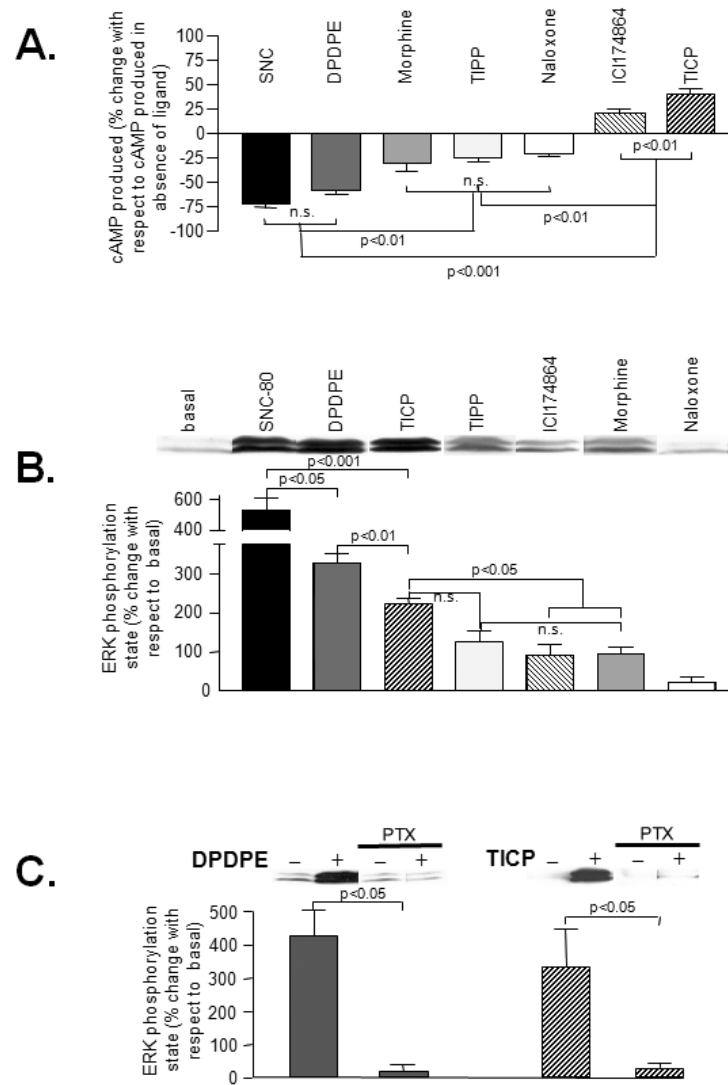 A.
cAMP produced (% change with
respect to cAMP produced in
absence of ligand)
100
75
50
25
0
-25
-50
-75
-100
SNC
DPDPE
Morphine
TIPP
Naloxone
ICI174864
TICP
p<0.01
n.s.
n.s.
p<0.01
p<0.01
p<0.001
B.
basal
SNC-80
DPDPE
TICP
TIPP
ICI174864
Morphine
Naloxone
ERK phosphorylation
state (% change with
respect to basal)
600
400
300
200
100
0
p<0.001
p<0.05
p<0.01
p<0.05
n.s.
n.s.
C.
PTX
DPDPE – + – +
PTX
TICP – + – +
ERK phosphorylation
state (% change with
respect to basal)
500
400
300
200
100
0
p<0.05
p<0.05